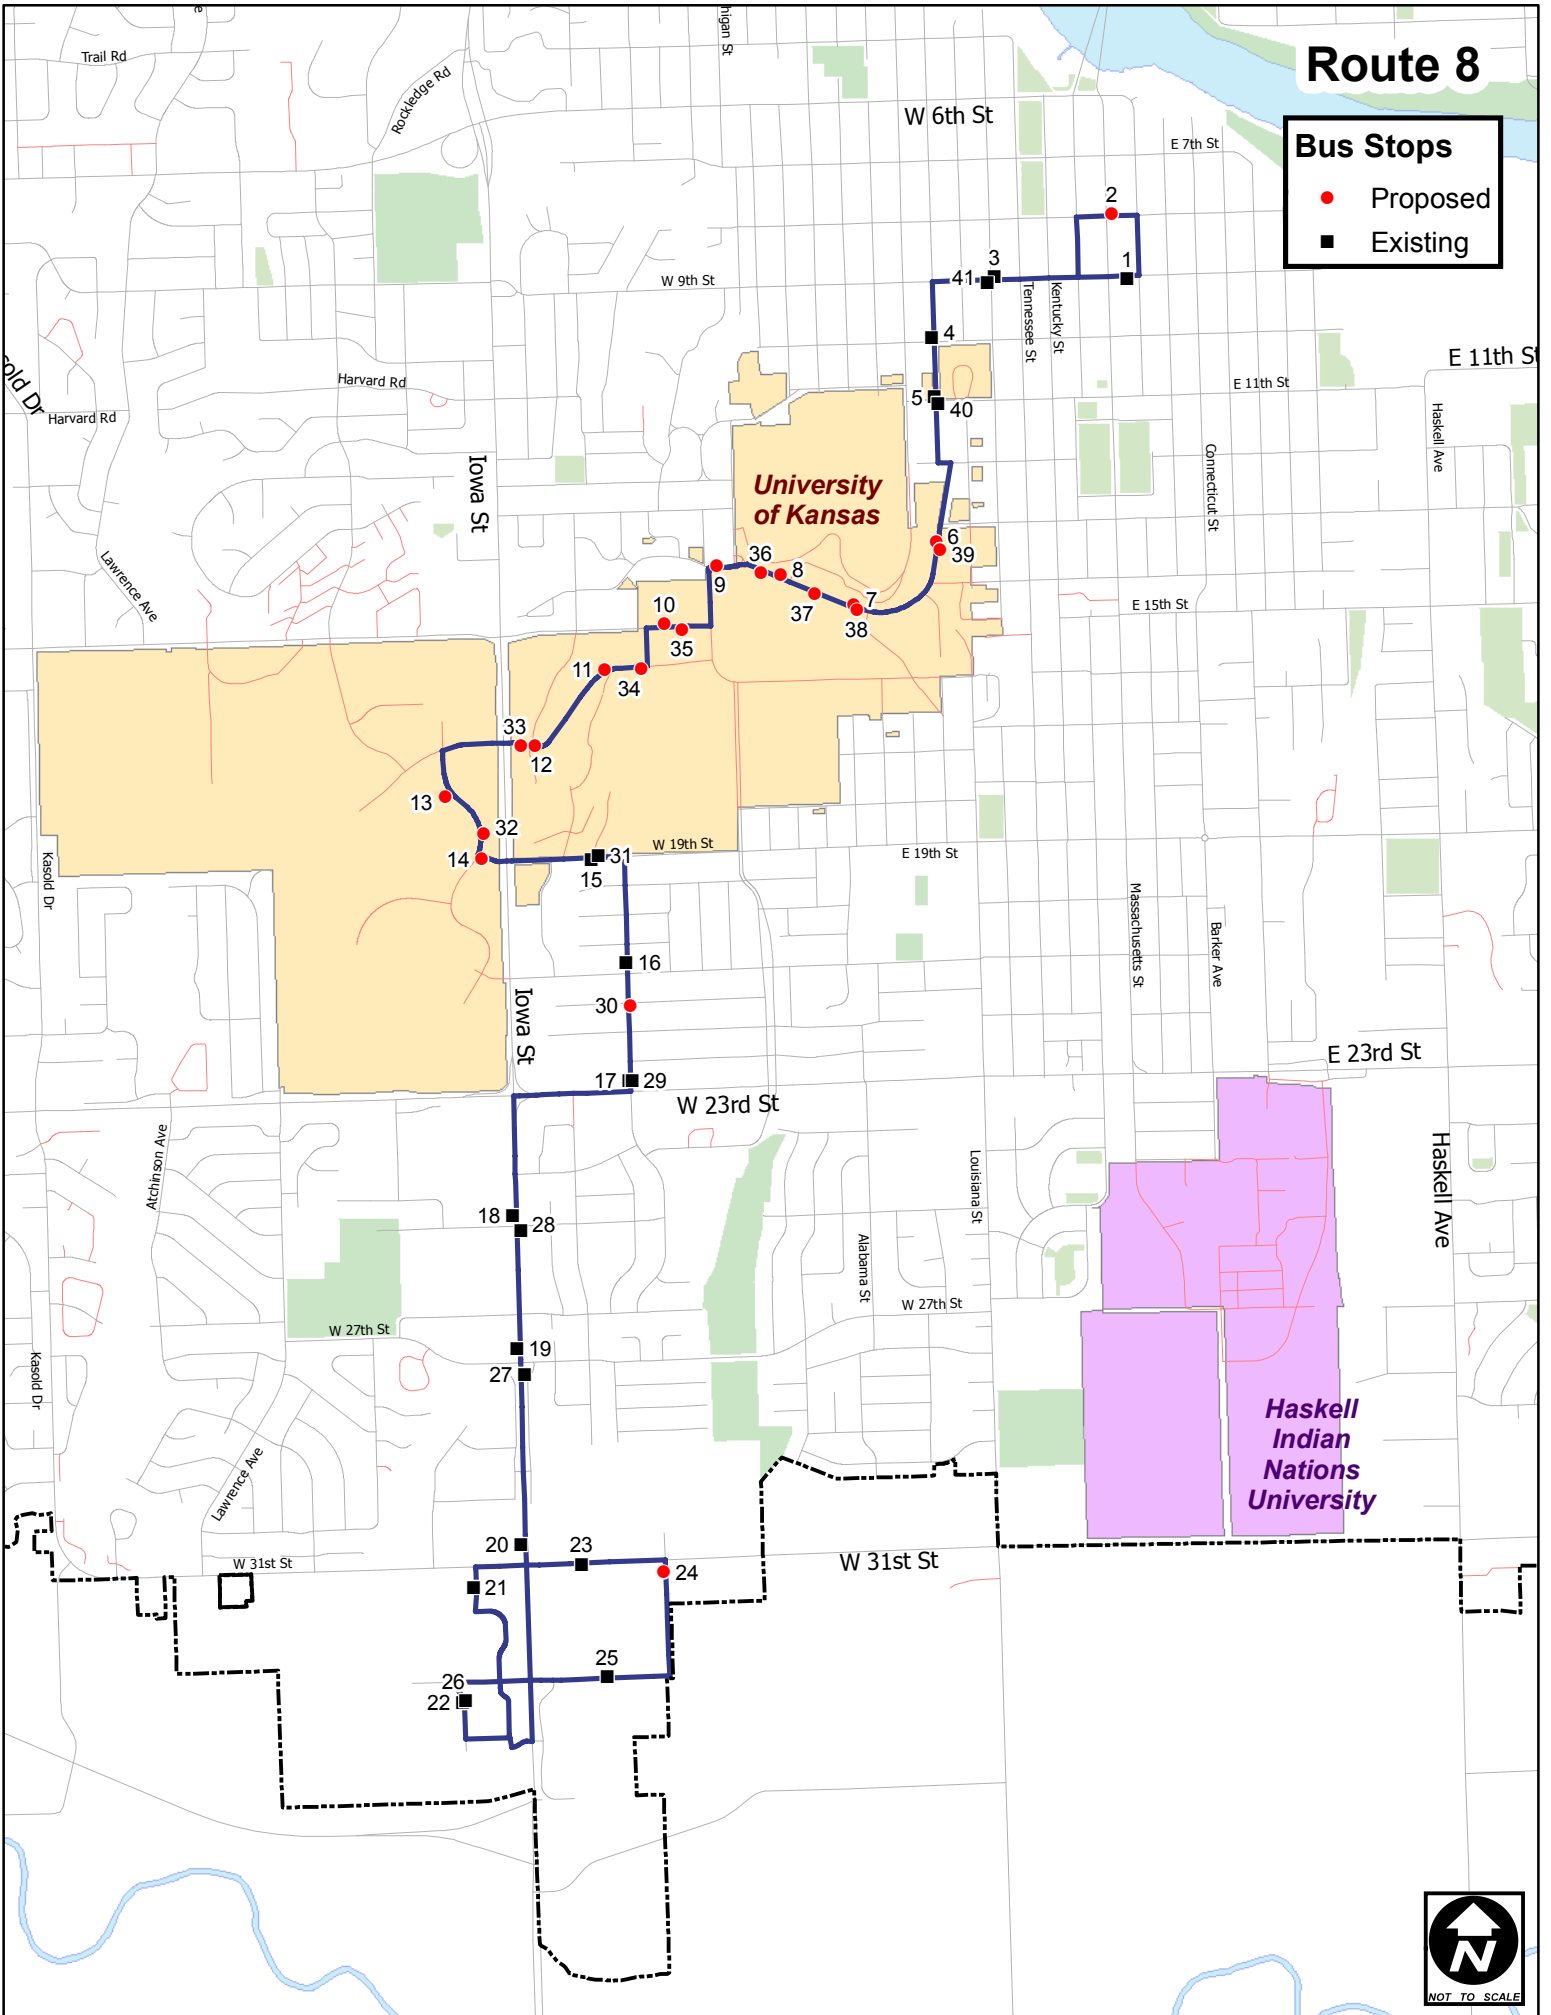 Route 8
Bus Stops
Proposed
Existing
Trail Rd
Rockledge Rd
higan St
W 6th St
E 7th St
2
W 9th St
3
41
1
Tennessee St
Kentucky St
4
E 11th St
E 11th St
old Dr
Harvard Rd
Harvard Rd
5
40
Haskell Ave
Iowa St
Connecticut St
University
of Kansas
6
39
36
8
9
37
7
38
Lawrence Ave
E 15th St
10
35
11
34
33
12
13
32
14
W 19th St
31
15
E 19th St
Kasold Dr
Massachusetts St
Barker Ave
16
30
Iowa St
17
29
E 23rd St
W 23rd St
Atchinson Ave
Louisiana St
Haskell Ave
18
28
Alabama St
W 27th St
W 27th St
19
27
Kasold Dr
Haskell
Indian
Nations
University
Lawrence Ave
20
23
W 31st St
W 31st St
24
21
25
26
22
N
NOT TO SCALE